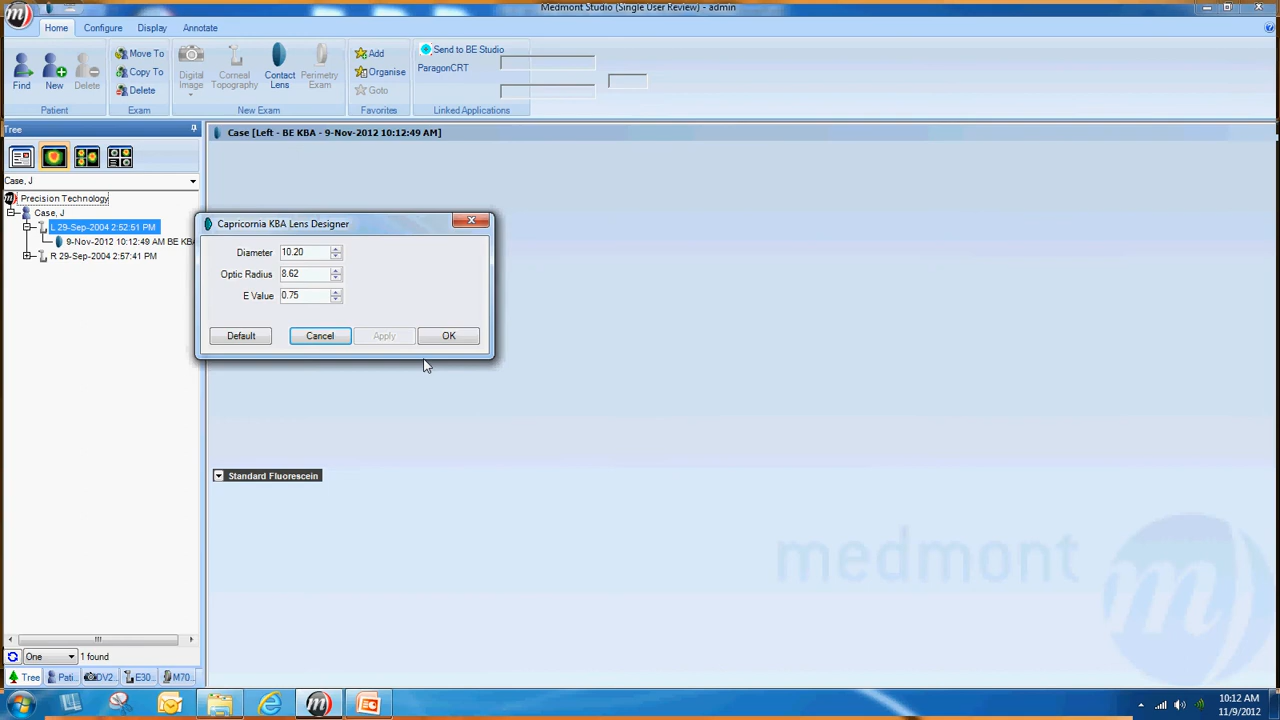 Medmont Studio (Single User Review) - admin
Home Configure Display Annotate
Find New Delete
Move To
Copy To
Delete
Digital Image
Corneal Topography
Contact Lens
Perimetry Exam
Add
Organise
Goto
Send to BE Studio
ParagonCRT
Patient Exam New Exam Favorites Linked Applications
Tree
Case, J
Precision Technology
Case, J
L 29-Sep-2004 2:52:51 PM
9-Nov-2012 10:12:49 AM BE KBA
R 29-Sep-2004 2:57:41 PM
Case [Left - BE KBA - 9-Nov-2012 10:12:49 AM]
Capricornia KBA Lens Designer
Diameter 10.20
Optic Radius 8.62
E Value 0.75
Default Cancel Apply OK
Standard Fluorescein
medmont
One 1 found
Tree Pati... DV2... E30... M70...
10:12 AM
11/9/2012